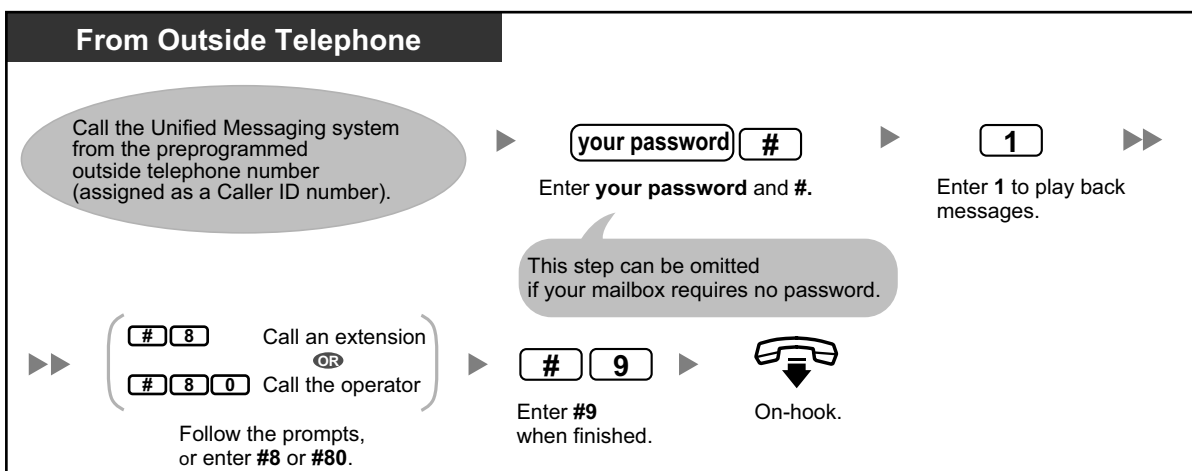 From Outside Telephone
Call the Unified Messaging system
from the preprogrammed
outside telephone number
(assigned as a Caller ID number).
your password #
Enter your password and #.
This step can be omitted
if your mailbox requires no password.
1
Enter 1 to play back
messages.
# 8 Call an extension
OR
# 8 0 Call the operator
Follow the prompts,
or enter #8 or #80.
# 9
Enter #9
when finished.
On-hook.